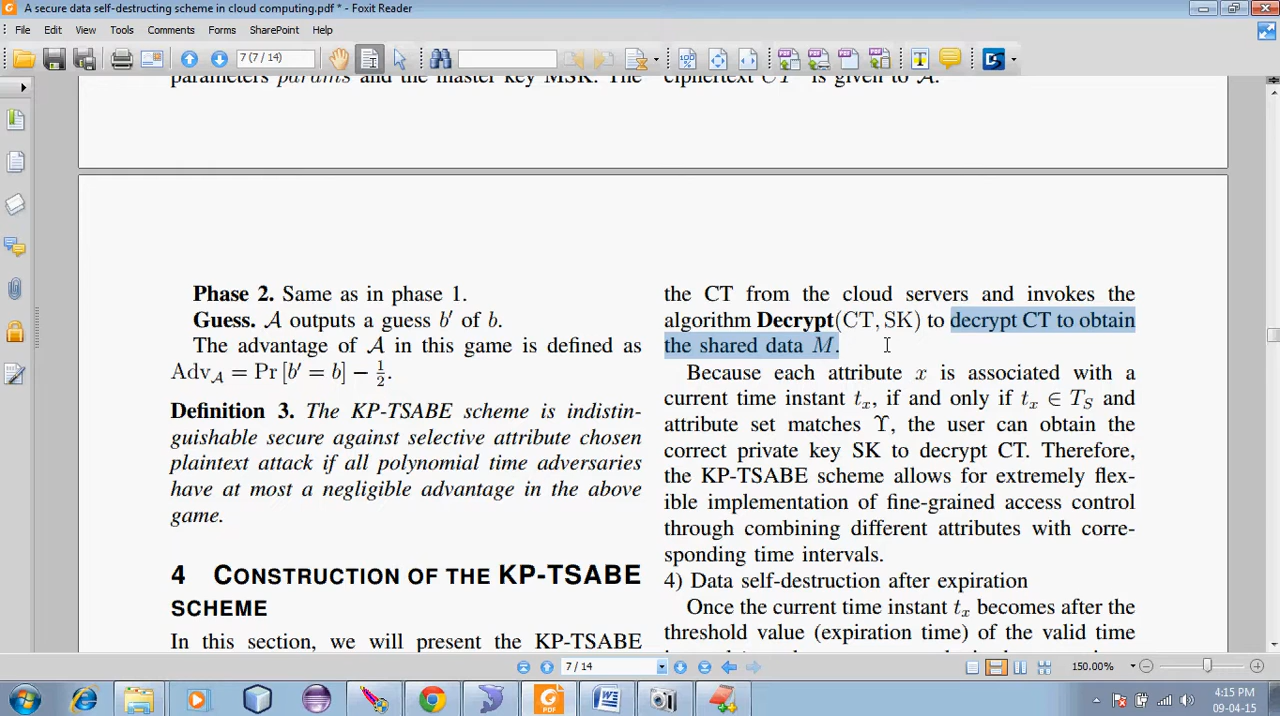 A secure data self-destructing scheme in cloud computing.pdf * - Foxit Reader
File Edit View Tools Comments Forms SharePoint Help
7 (7 / 14)
parameters params and the master key MSK. The
ciphertext CT is given to 𝒜.
Phase 2. Same as in phase 1.
Guess. 𝒜 outputs a guess b′ of b.
The advantage of 𝒜 in this game is defined as
Adv𝒜 = Pr [b′ = b] − 1/2.
Definition 3. The KP-TSABE scheme is indistin-
guishable secure against selective attribute chosen
plaintext attack if all polynomial time adversaries
have at most a negligible advantage in the above
game.
4 CONSTRUCTION OF THE KP-TSABE
SCHEME
In this section, we will present the KP-TSABE
the CT from the cloud servers and invokes the
algorithm Decrypt(CT, SK) to decrypt CT to obtain
the shared data M.
Because each attribute x is associated with a
current time instant tx, if and only if tx ∈ TS and
attribute set matches ϒ, the user can obtain the
correct private key SK to decrypt CT. Therefore,
the KP-TSABE scheme allows for extremely flex-
ible implementation of fine-grained access control
through combining different attributes with corre-
sponding time intervals.
4) Data self-destruction after expiration
Once the current time instant tx becomes after the
threshold value (expiration time) of the valid time
7 / 14
150.00%
4:15 PM
09-04-15